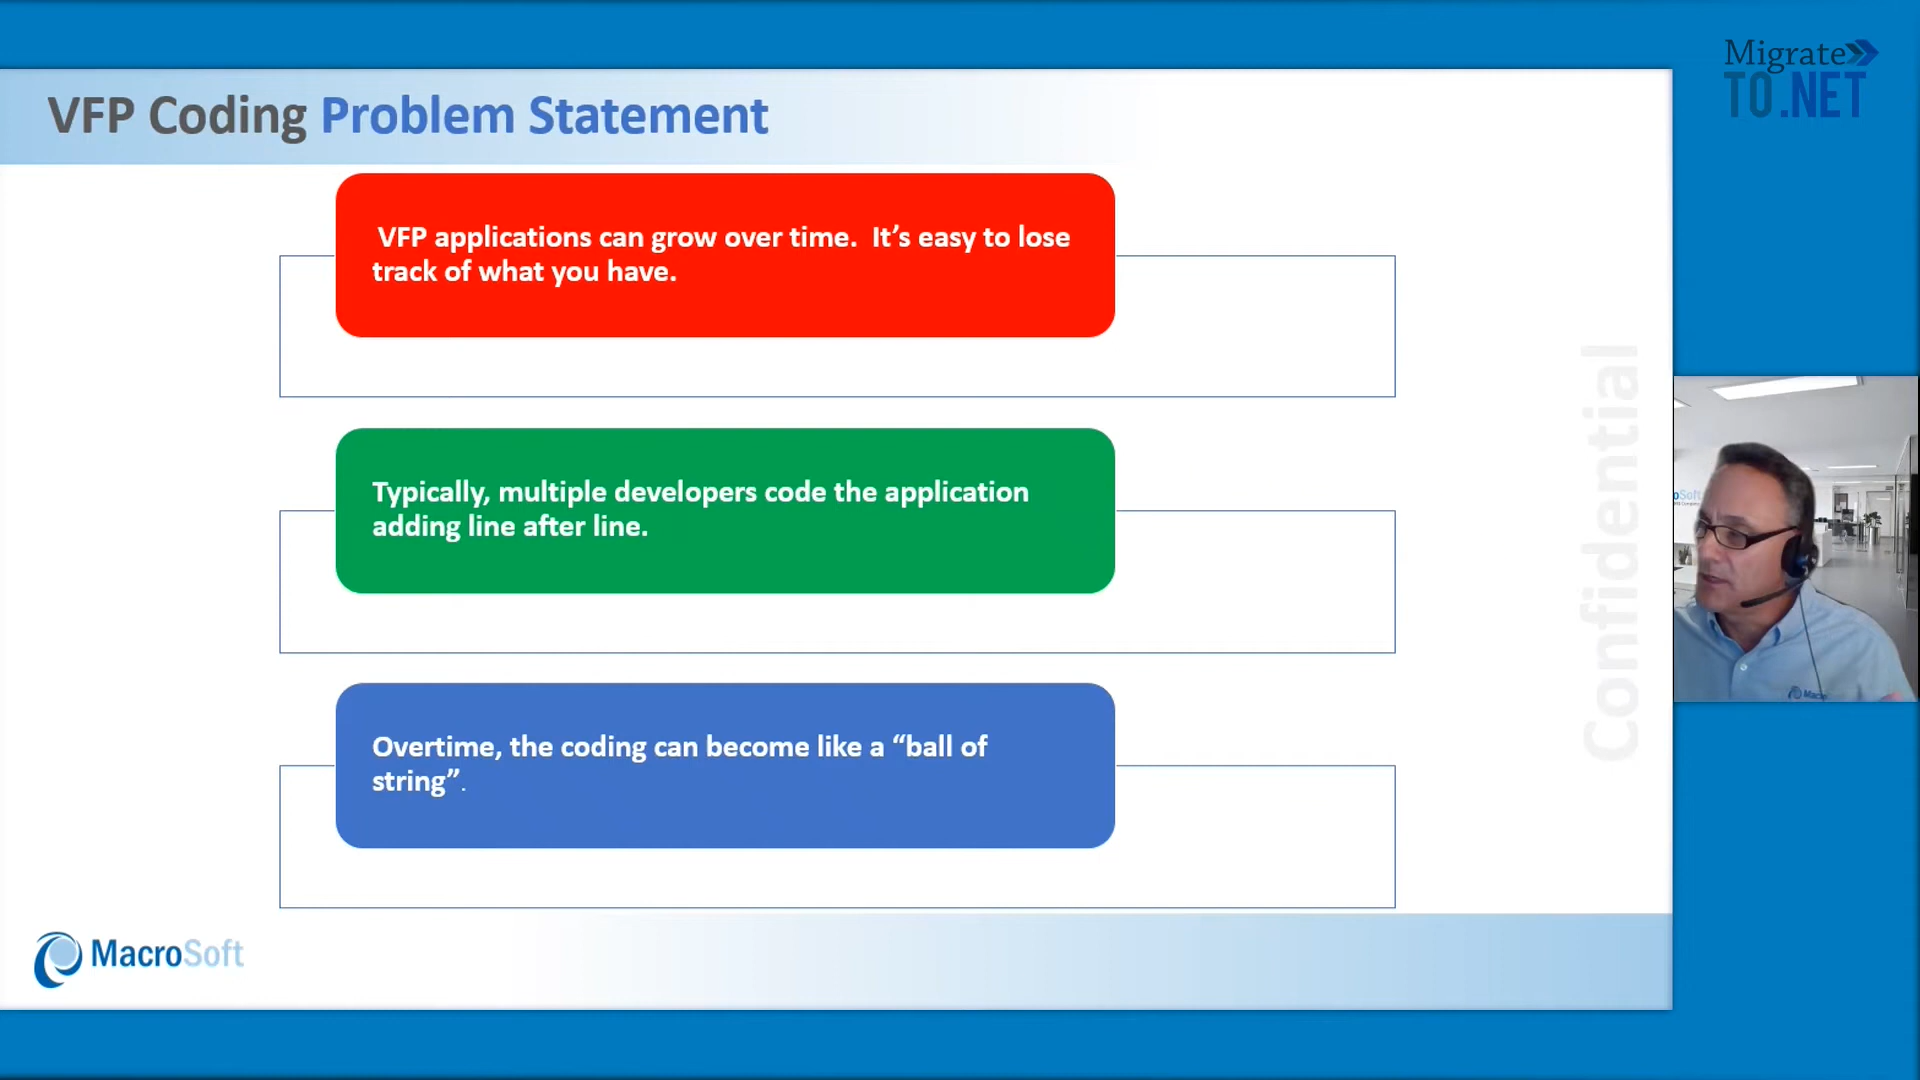 Migrate
TO.NET
VFP Coding Problem Statement
VFP applications can grow over time.  It’s easy to lose
track of what you have.
Typically, multiple developers code the application
adding line after line.
Overtime, the coding can become like a “ball of
string”.
Confidential
MacroSoft